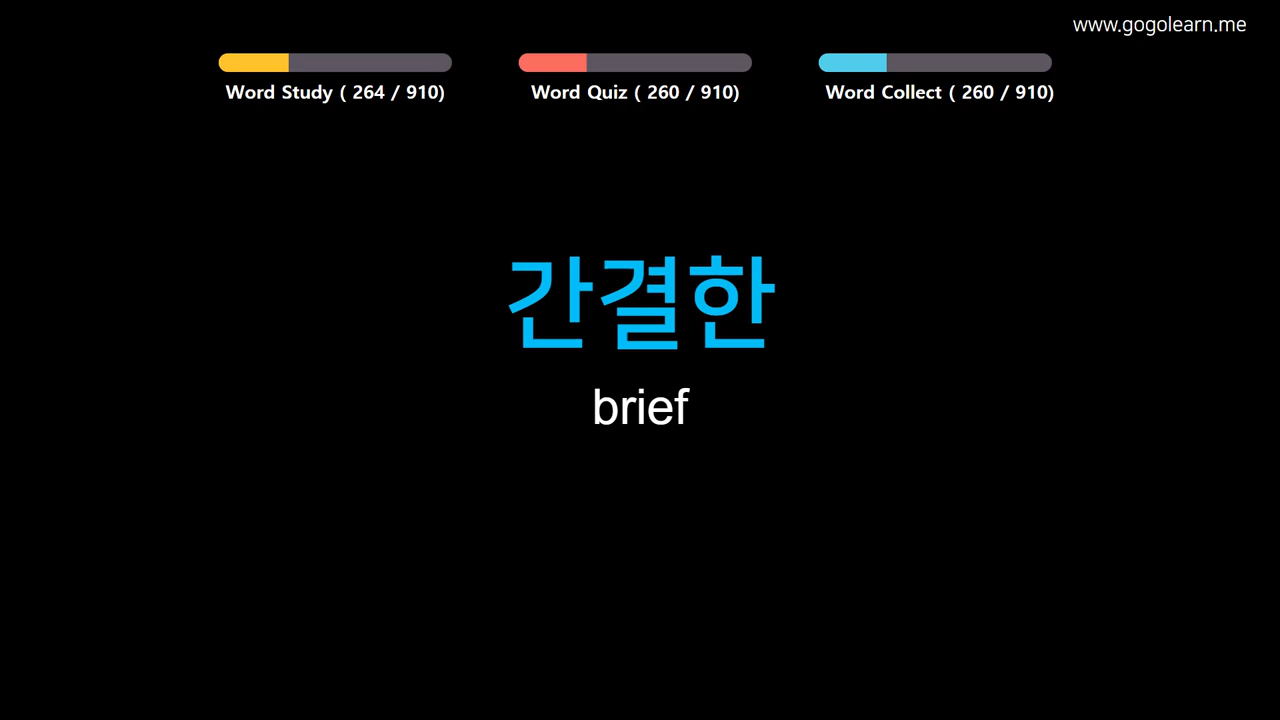 www.gogolearn.me
Word Study ( 264 / 910)
Word Quiz ( 260 / 910)
Word Collect ( 260 / 910)
간결한
brief